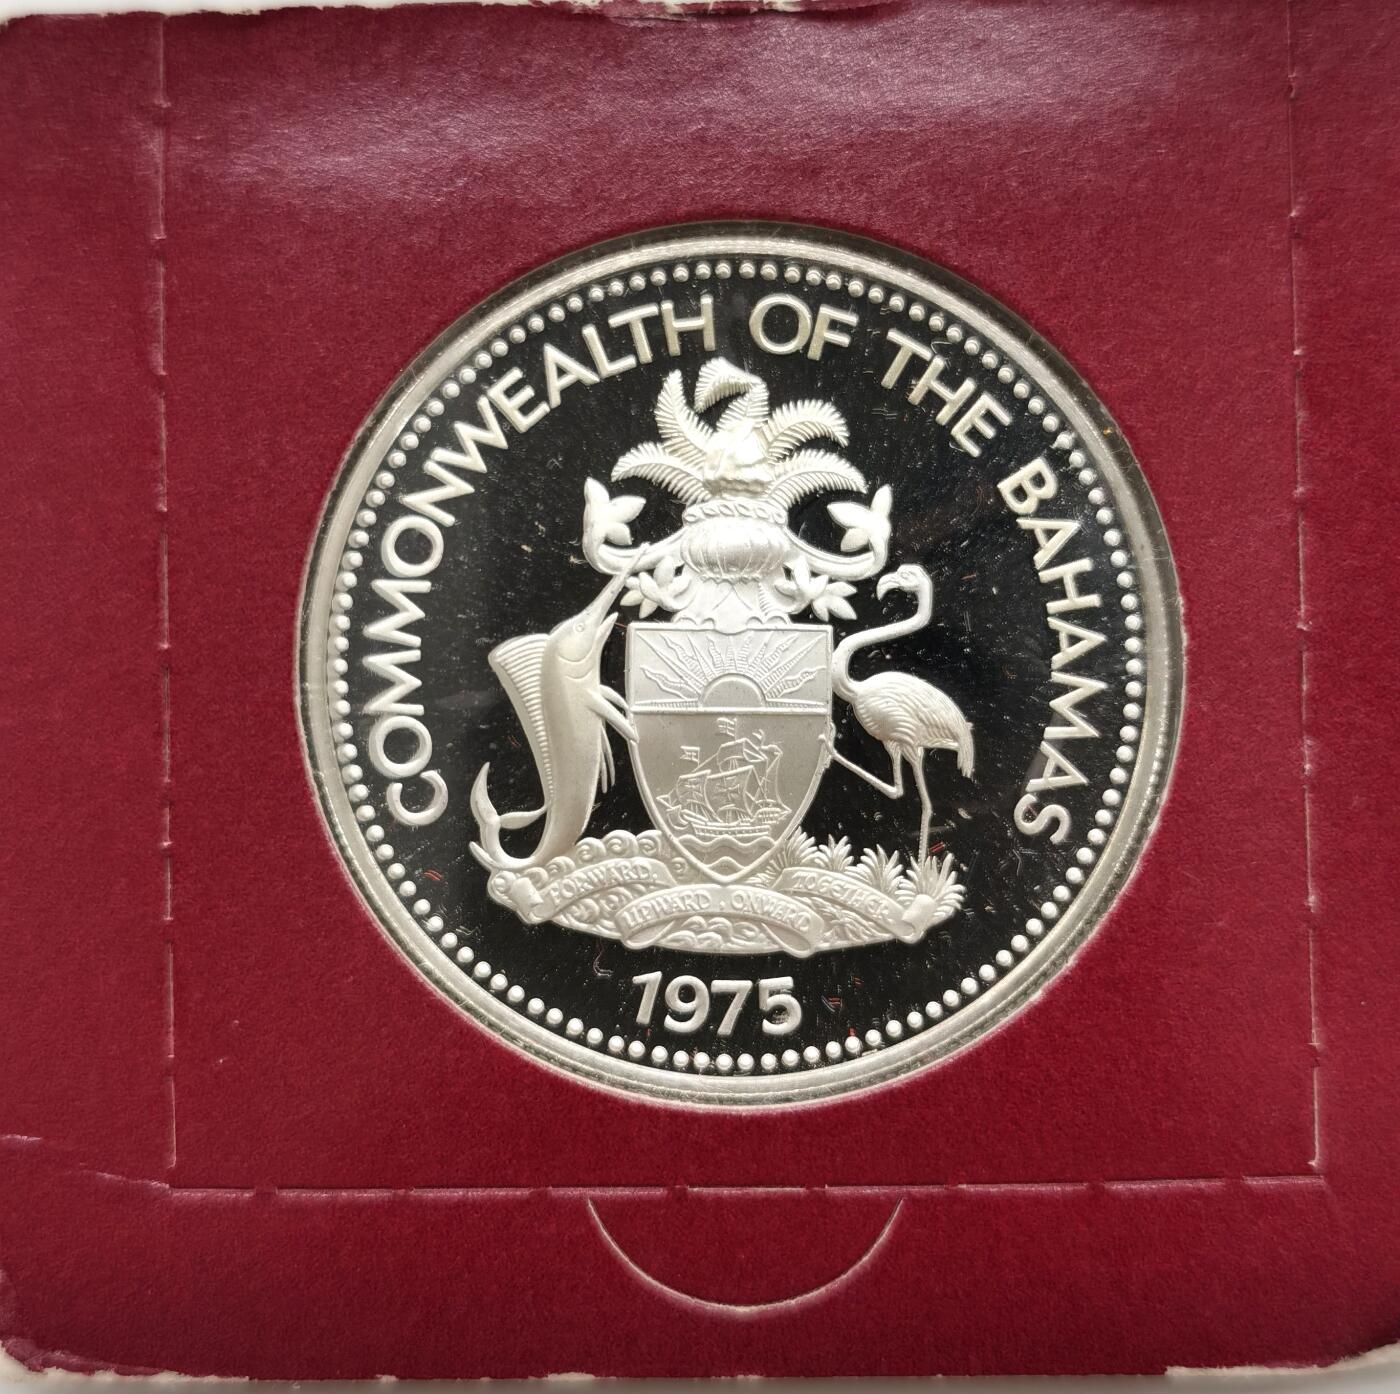 COMMONWEALTH OF THE BAHAMAS
FORWARD,
UPWARD, ONWARD
TOGETHER
1975